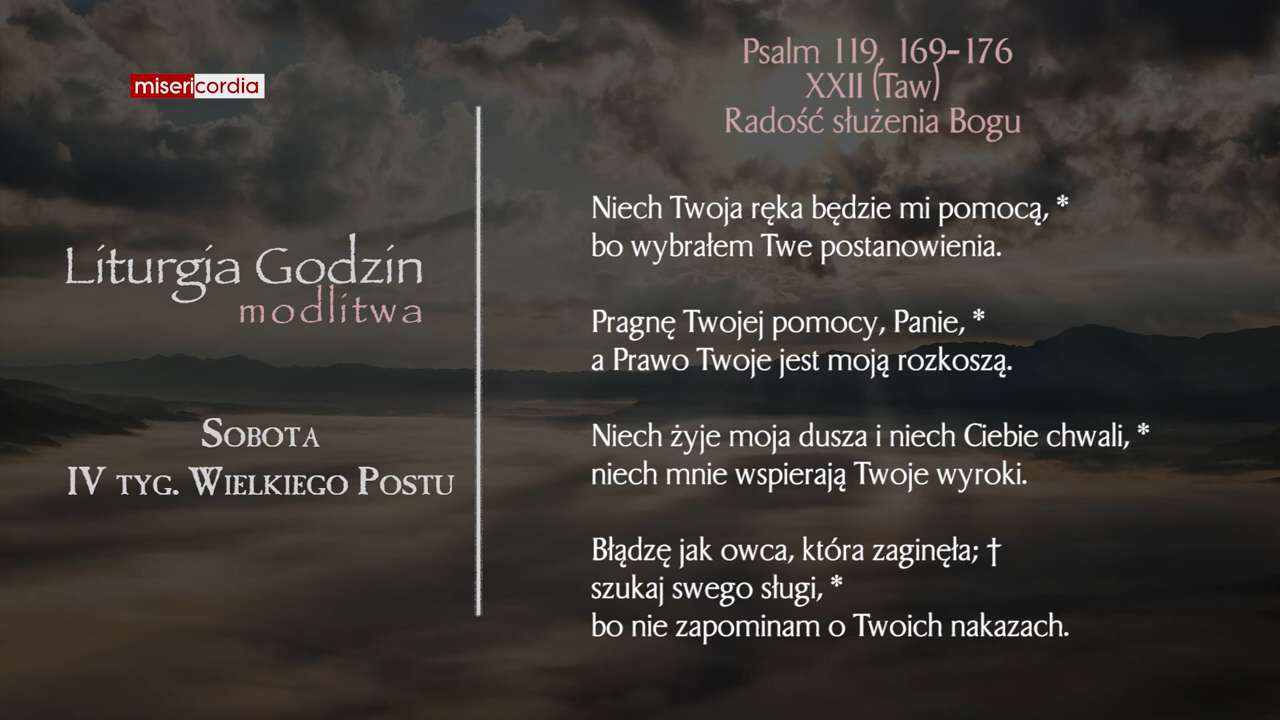 misericordia
Liturgia Godzin
modlitwa
Sobota
IV tyg. Wielkiego Postu
Psalm 119, 169-176
XXII (Taw)
Radość służenia Bogu
Niech Twoja ręka będzie mi pomocą, *
bo wybrałem Twe postanowienia.
Pragnę Twojej pomocy, Panie, *
a Prawo Twoje jest moją rozkoszą.
Niech żyje moja dusza i niech Ciebie chwali, *
niech mnie wspierają Twoje wyroki.
Błądzę jak owca, która zaginęła; †
szukaj swego sługi, *
bo nie zapominam o Twoich nakazach.